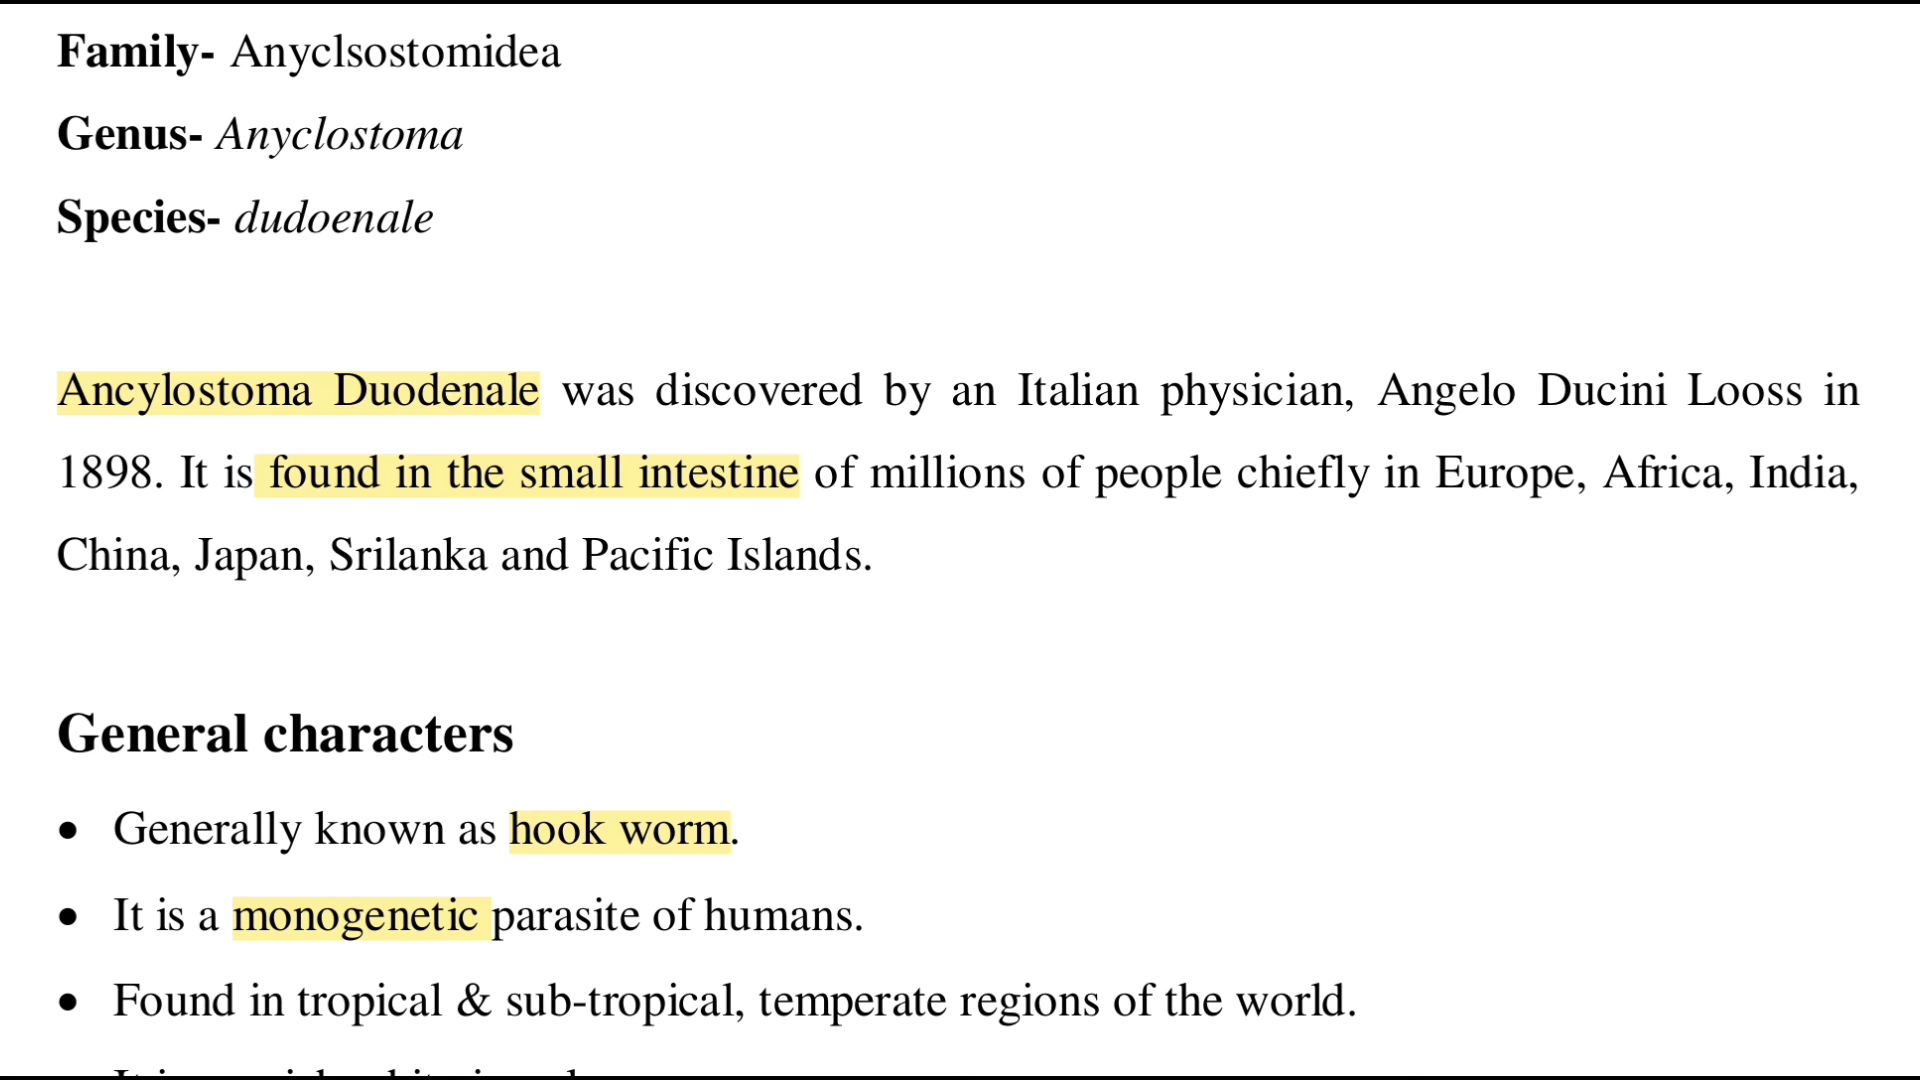 Family- Anyclsostomidea
Genus- Anyclostoma
Species- dudoenale
Ancylostoma Duodenale was discovered by an Italian physician, Angelo Ducini Looss in
1898. It is found in the small intestine of millions of people chiefly in Europe, Africa, India,
China, Japan, Srilanka and Pacific Islands.
General characters
• Generally known as hook worm.
• It is a monogenetic parasite of humans.
• Found in tropical & sub-tropical, temperate regions of the world.